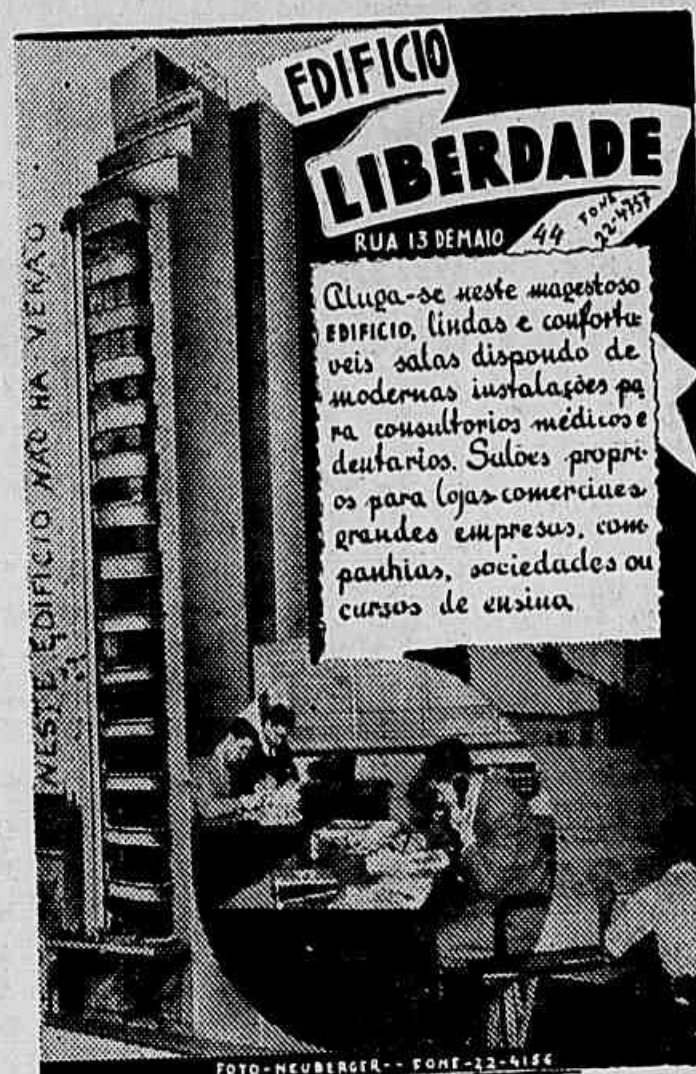 EDIFICIO
LIBERDADE
RUA 13 DE MAIO 44 FONE
22-4757
Aluga-se neste magestoso
EDIFICIO, lindas e conforta-
veis salas dispondo de
modernas instalações pa
ra consultorios médicos e
dentarios. Salões propri-
os para lojas comerciaes
grandes empresas, com-
panhias, sociedades ou
cursos de ensino
NESTE EDIFICIO NÃO HA VERÃO
FOTO-NEUBERGER--FONE-22-4156